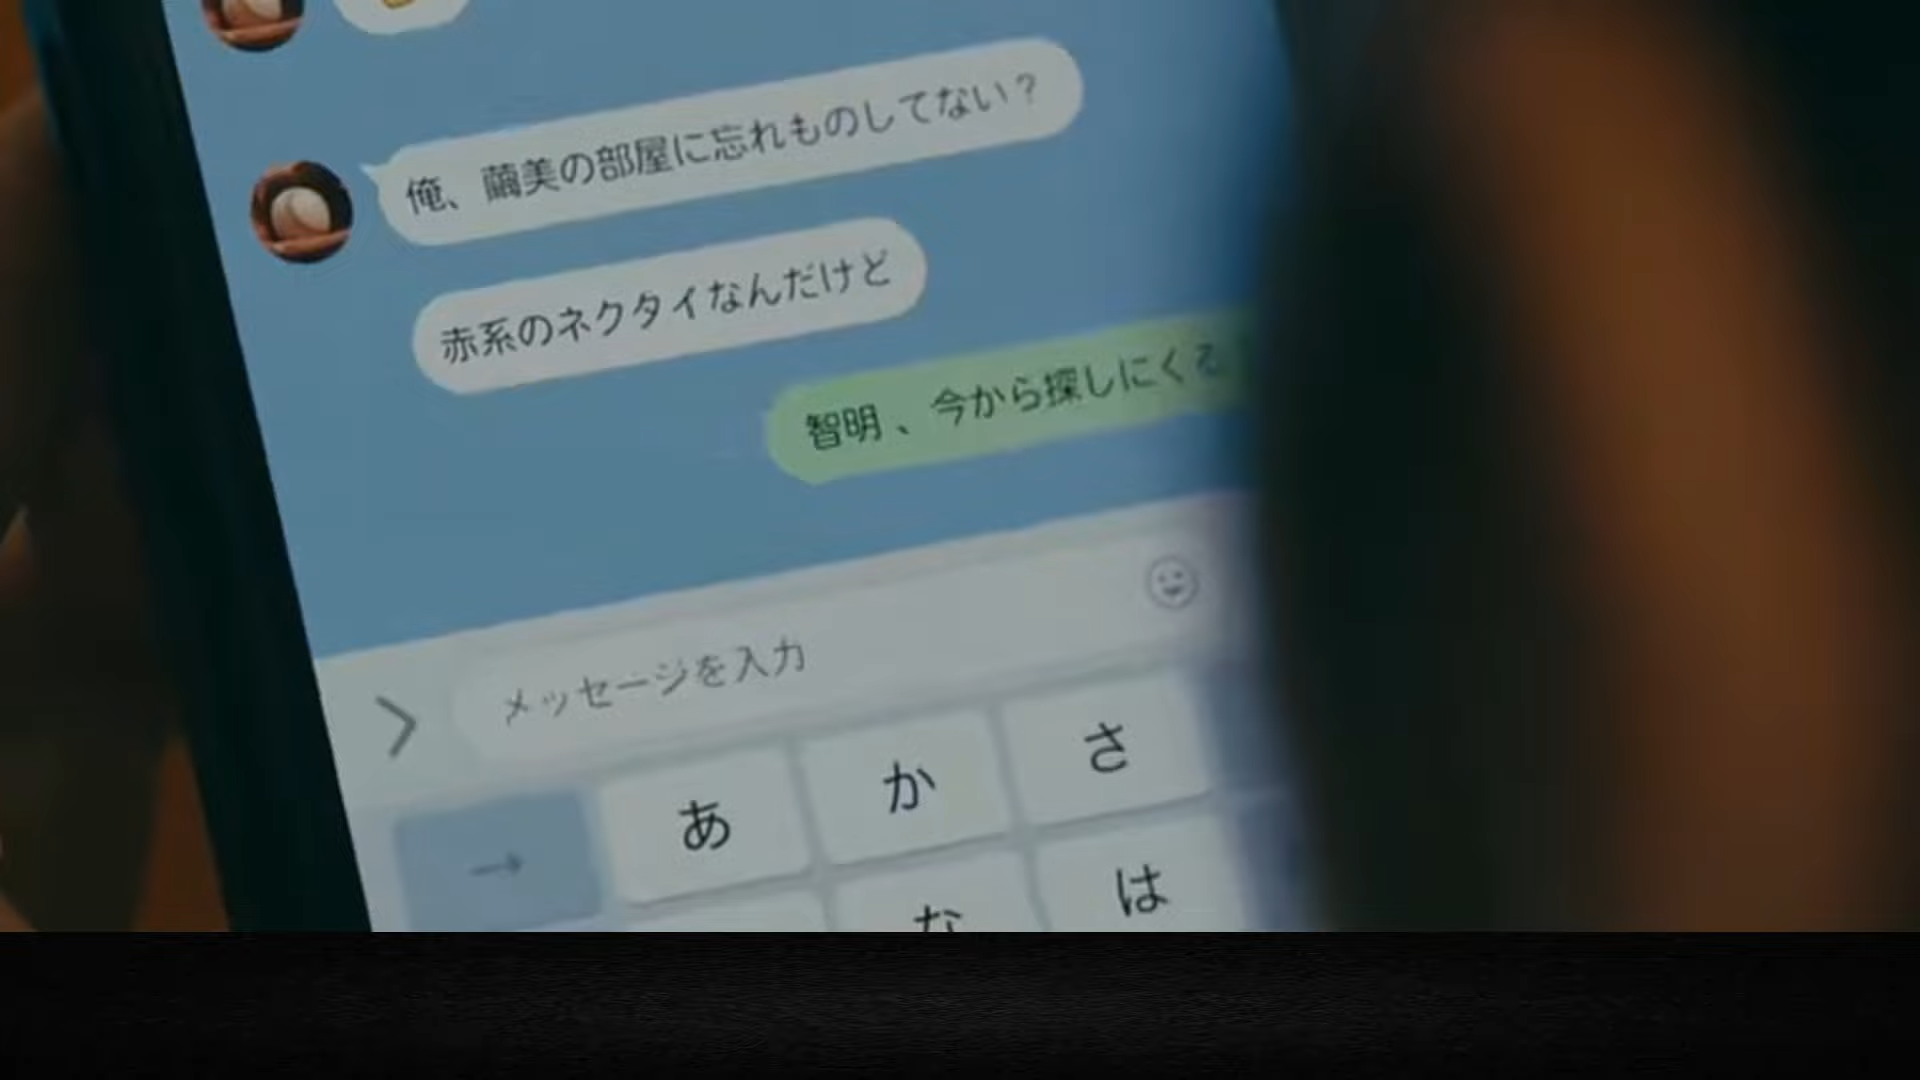 俺、繭美の部屋に忘れものしてない？
赤系のネクタイなんだけど
智明、今から探しにくる
メッセージを入力
→ あ か さ
な は